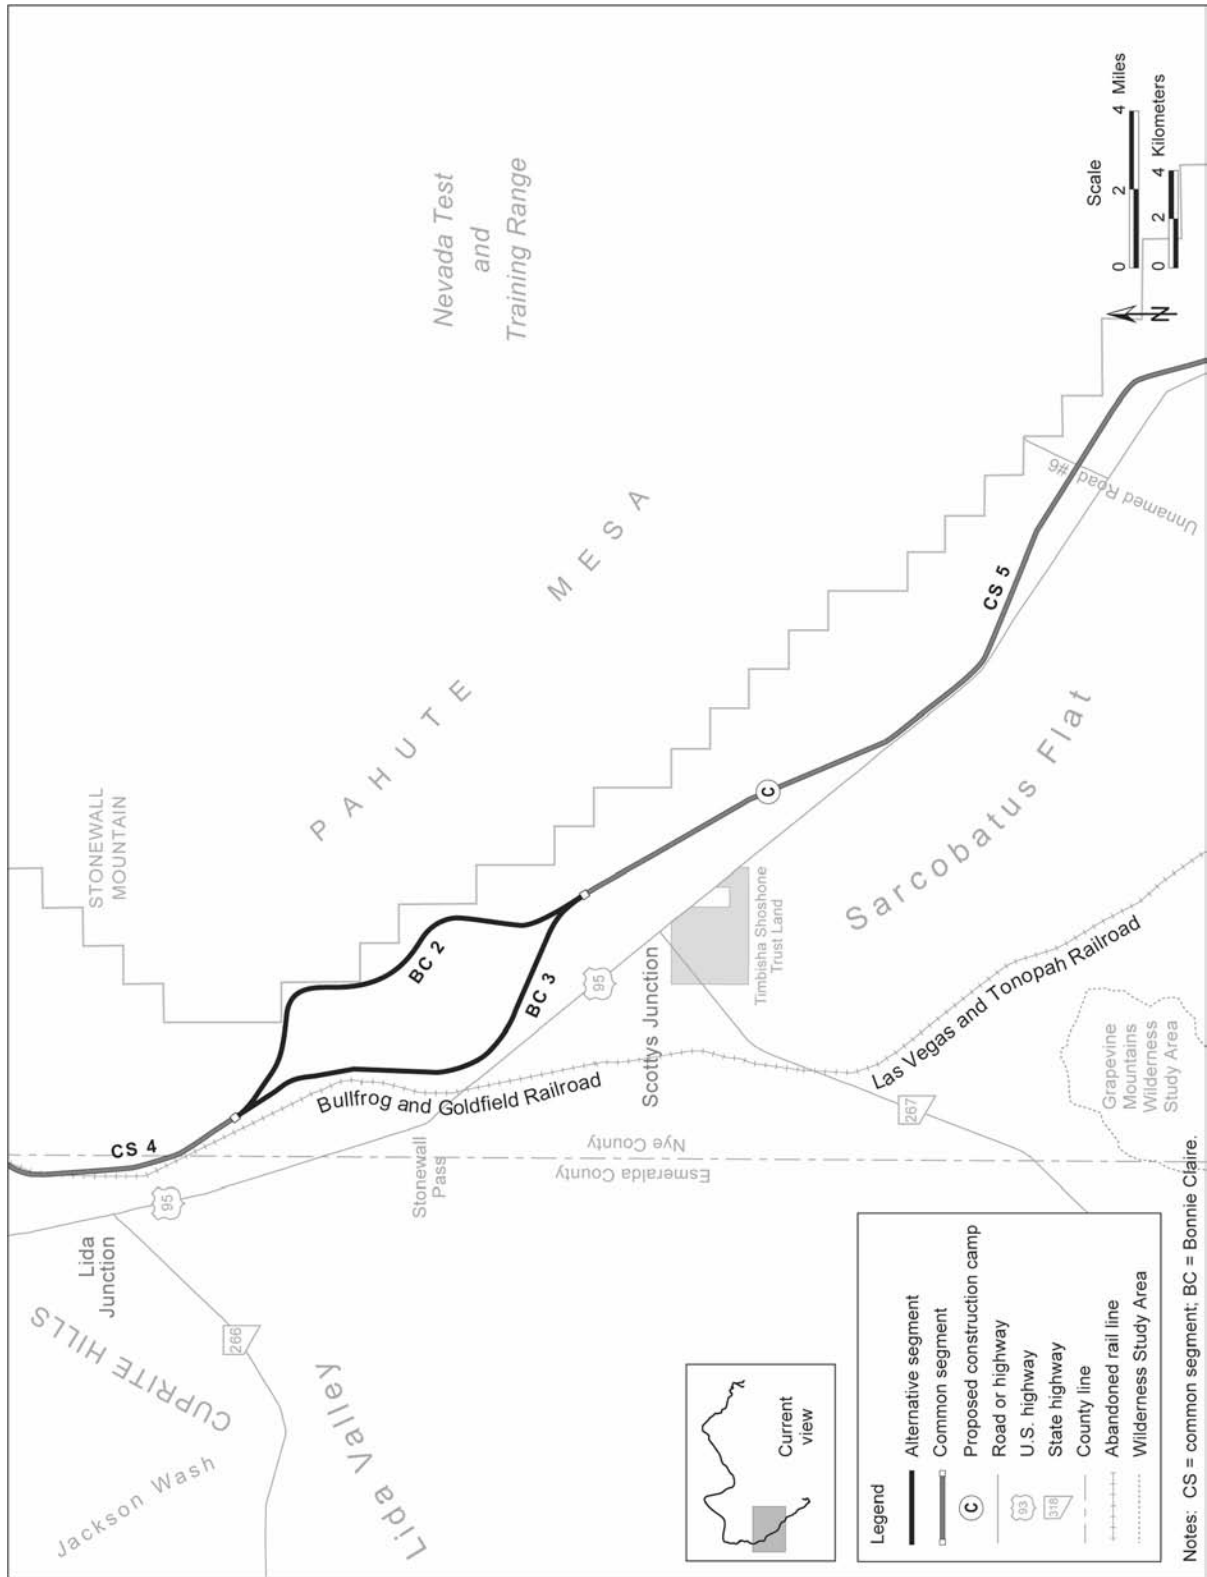 Nevada Test
and
Training Range
STONEWALL
MOUNTAIN
PAHUTE MESA
CS 4
BC 2
BC 3
CS 5
C
95
Lida
Junction
95
Bullfrog and Goldfield Railroad
Stonewall
Pass
Nye County
Esmeralda County
Scottys Junction
Timbisha Shoshone
Trust Land
Sarcobatus Flat
Unnamed Road #6
Las Vegas and Tonopah Railroad
267
Grapevine
Mountains
Wilderness
Study Area
CUPRITE HILLS
266
Jackson Wash
Lida Valley
Current
view
Scale
0 2 4 Miles
0 2 4 Kilometers
N
Legend
Alternative segment
Common segment
C Proposed construction camp
Road or highway
93 U.S. highway
318 State highway
County line
Abandoned rail line
Wilderness Study Area
Notes: CS = common segment; BC = Bonnie Claire.